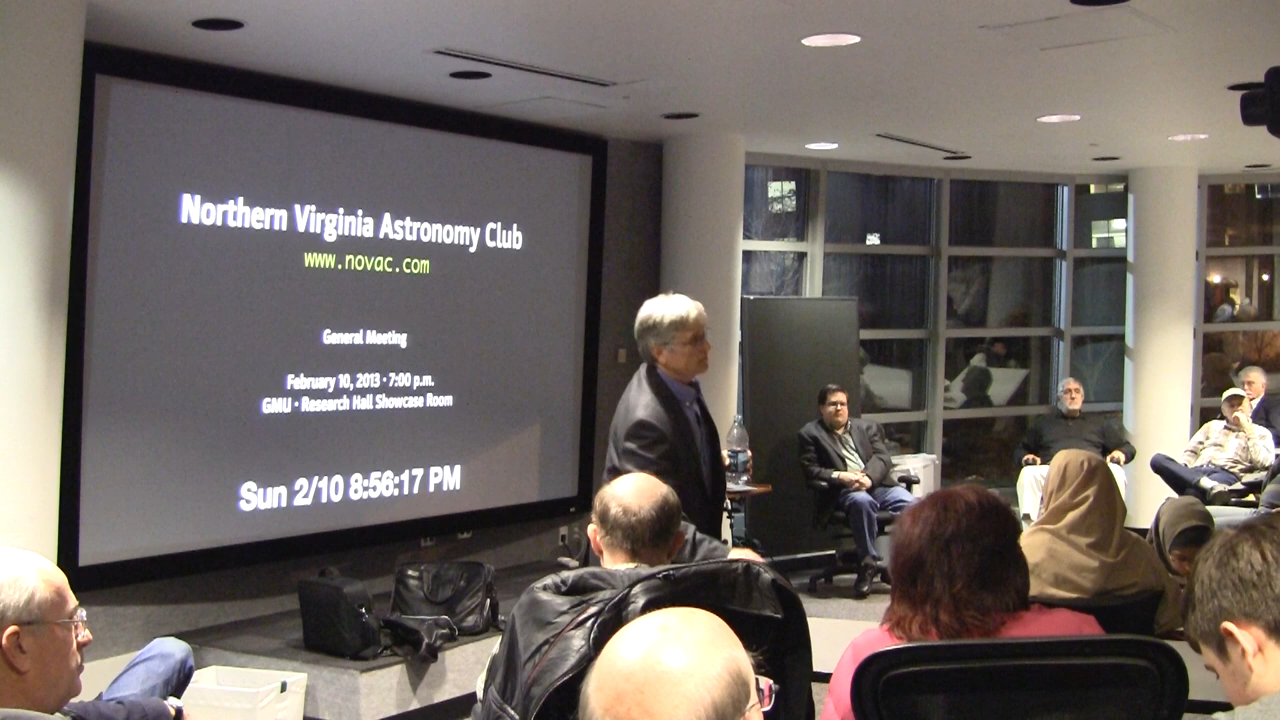 Northern Virginia Astronomy Club
www.novac.com
General Meeting
February 10, 2013 • 7:00 p.m.
GMU • Research Hall Showcase Room
Sun 2/10 8:56:17 PM